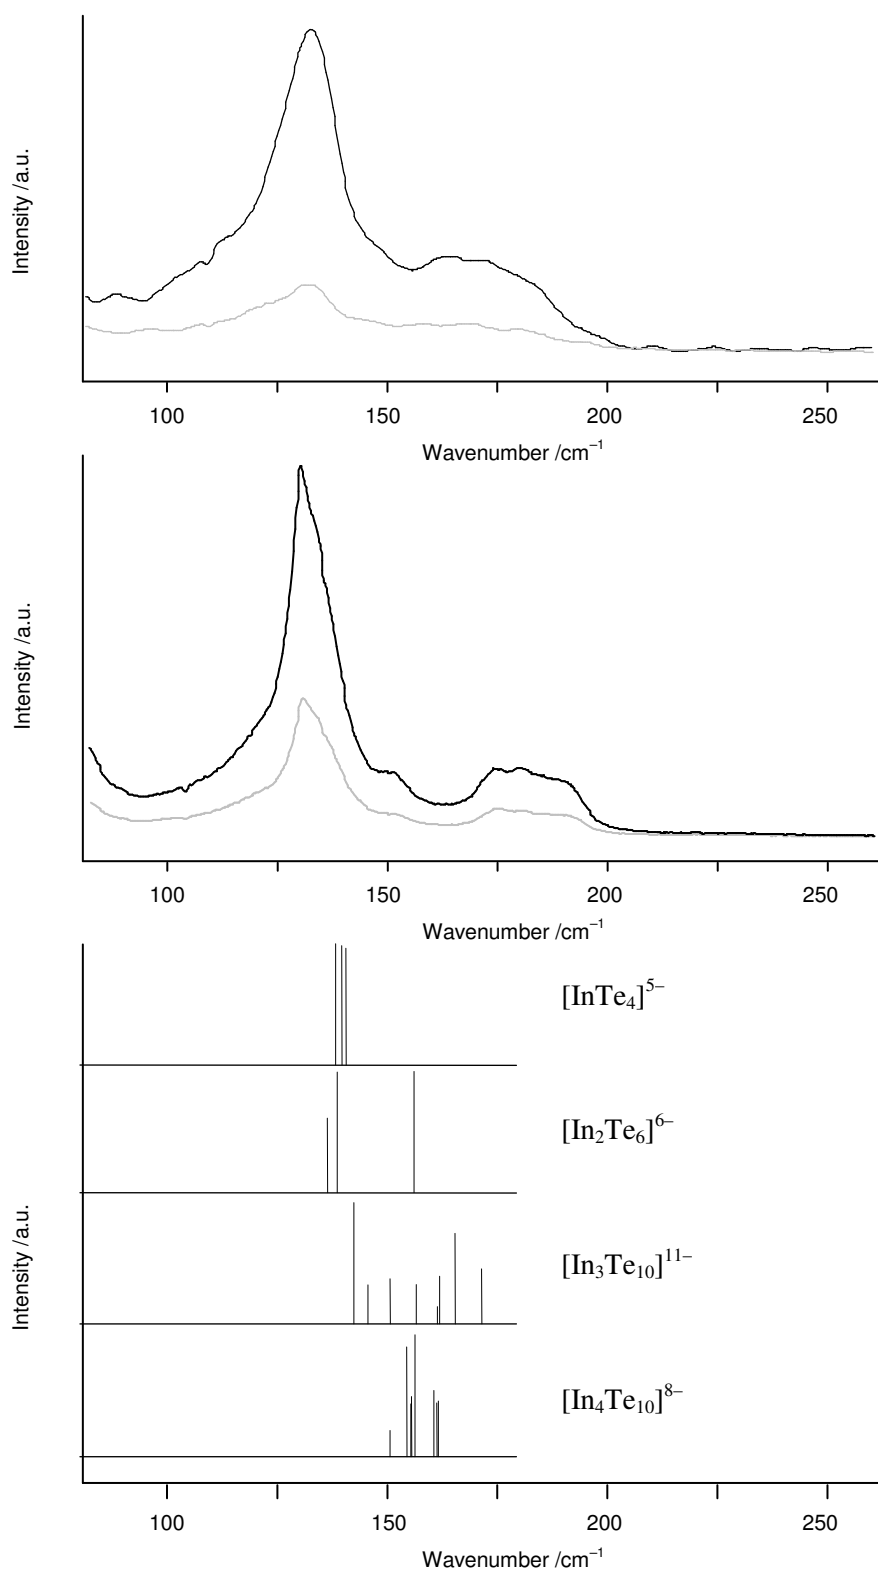 Intensity /a.u.
100 150 200 250
Wavenumber /cm⁻¹
Intensity /a.u.
100 150 200 250
Wavenumber /cm⁻¹
[InTe₄]⁵⁻
[In₂Te₆]⁶⁻
Intensity /a.u.
[In₃Te₁₀]¹¹⁻
[In₄Te₁₀]⁸⁻
100 150 200 250
Wavenumber /cm⁻¹